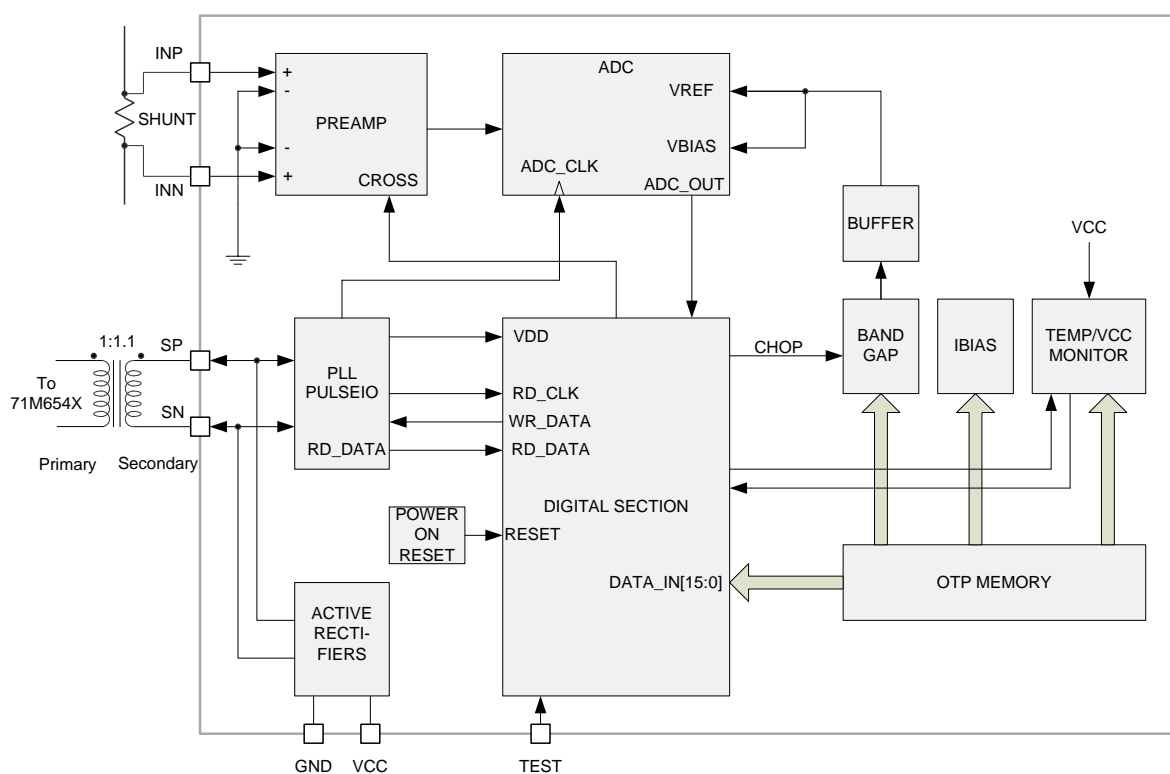 INP
SHUNT
INN
+
-
-
+
PREAMP
CROSS
ADC
VREF
VBIAS
ADC_CLK
ADC_OUT
BUFFER
VCC
1:1.1
SP
To
71M654X
SN
Primary
Secondary
PLL
PULSEIO
RD_DATA
VDD
RD_CLK
WR_DATA
RD_DATA
DIGITAL SECTION
RESET
DATA_IN[15:0]
POWER
ON
RESET
CHOP
BAND
GAP
IBIAS
TEMP/VCC
MONITOR
OTP MEMORY
ACTIVE
RECTI-
FIERS
GND
VCC
TEST